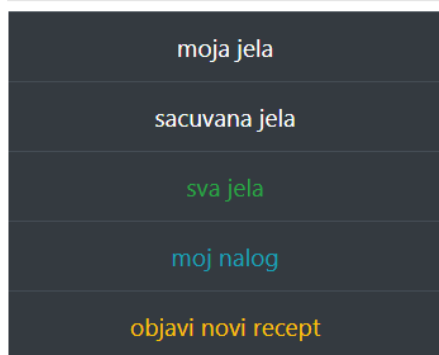 moja jela
sacuvana jela
sva jela
moj nalog
objavi novi recept